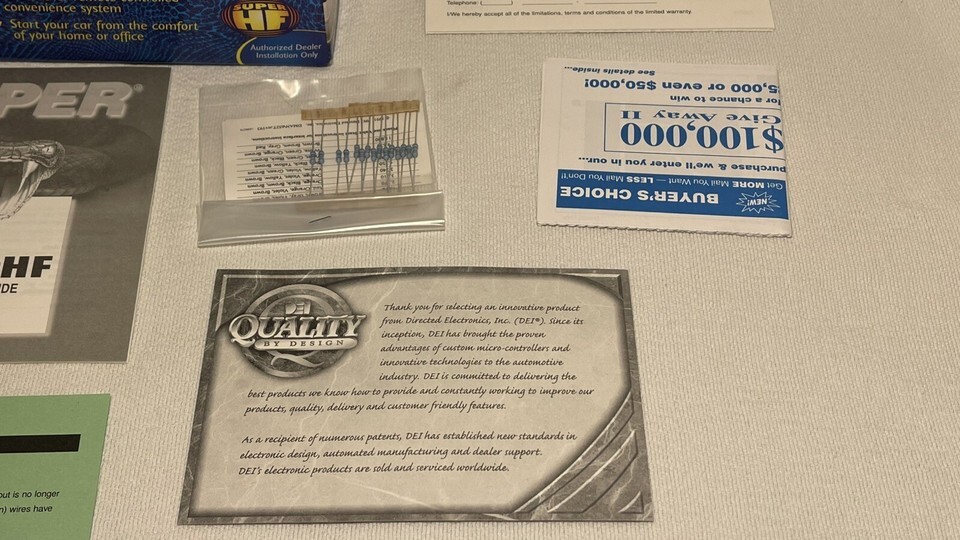 convenience system
Start your car from the comfort
of your home or office
SUPER
HF
Authorized Dealer
Installation Only
Telephone: (
I/We hereby accept all of the limitations, terms and conditions of the limited warranty.
PER®
HF
IDE
See details inside...
5,000 or even $50,000!
for a chance to win
$100,000
Give Away II
purchase & we'll enter you in our...
Get MORE Mail You Want — LESS Mail You Don't!
BUYER'S CHOICE
NEW!
DEI
QUALITY
BY DESIGN
Thank you for selecting an innovative product
from Directed Electronics, Inc. (DEI®). Since its
inception, DEI has brought the proven
advantages of custom micro-controllers and
innovative technologies to the automotive
industry. DEI is committed to delivering the
best products we know how to provide and constantly working to improve our
products, quality, delivery and customer friendly features.
As a recipient of numerous patents, DEI has established new standards in
electronic design, automated manufacturing and dealer support.
DEI's electronic products are sold and serviced worldwide.
out is no longer
n) wires have